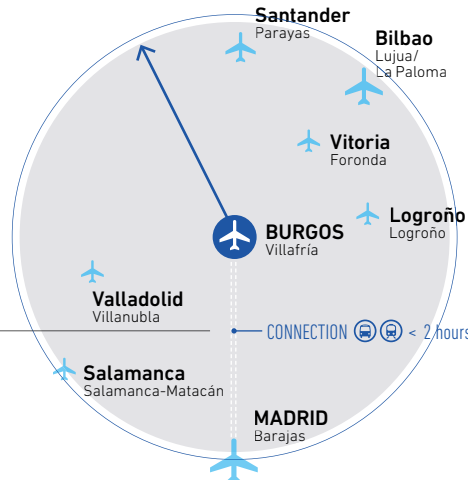 Santander
Parayas
Bilbao
Lujua/
La Paloma
Vitoria
Foronda
Logroño
Logroño
BURGOS
Villafría
Valladolid
Villanubla
CONNECTION < 2 hours
Salamanca
Salamanca-Matacán
MADRID
Barajas